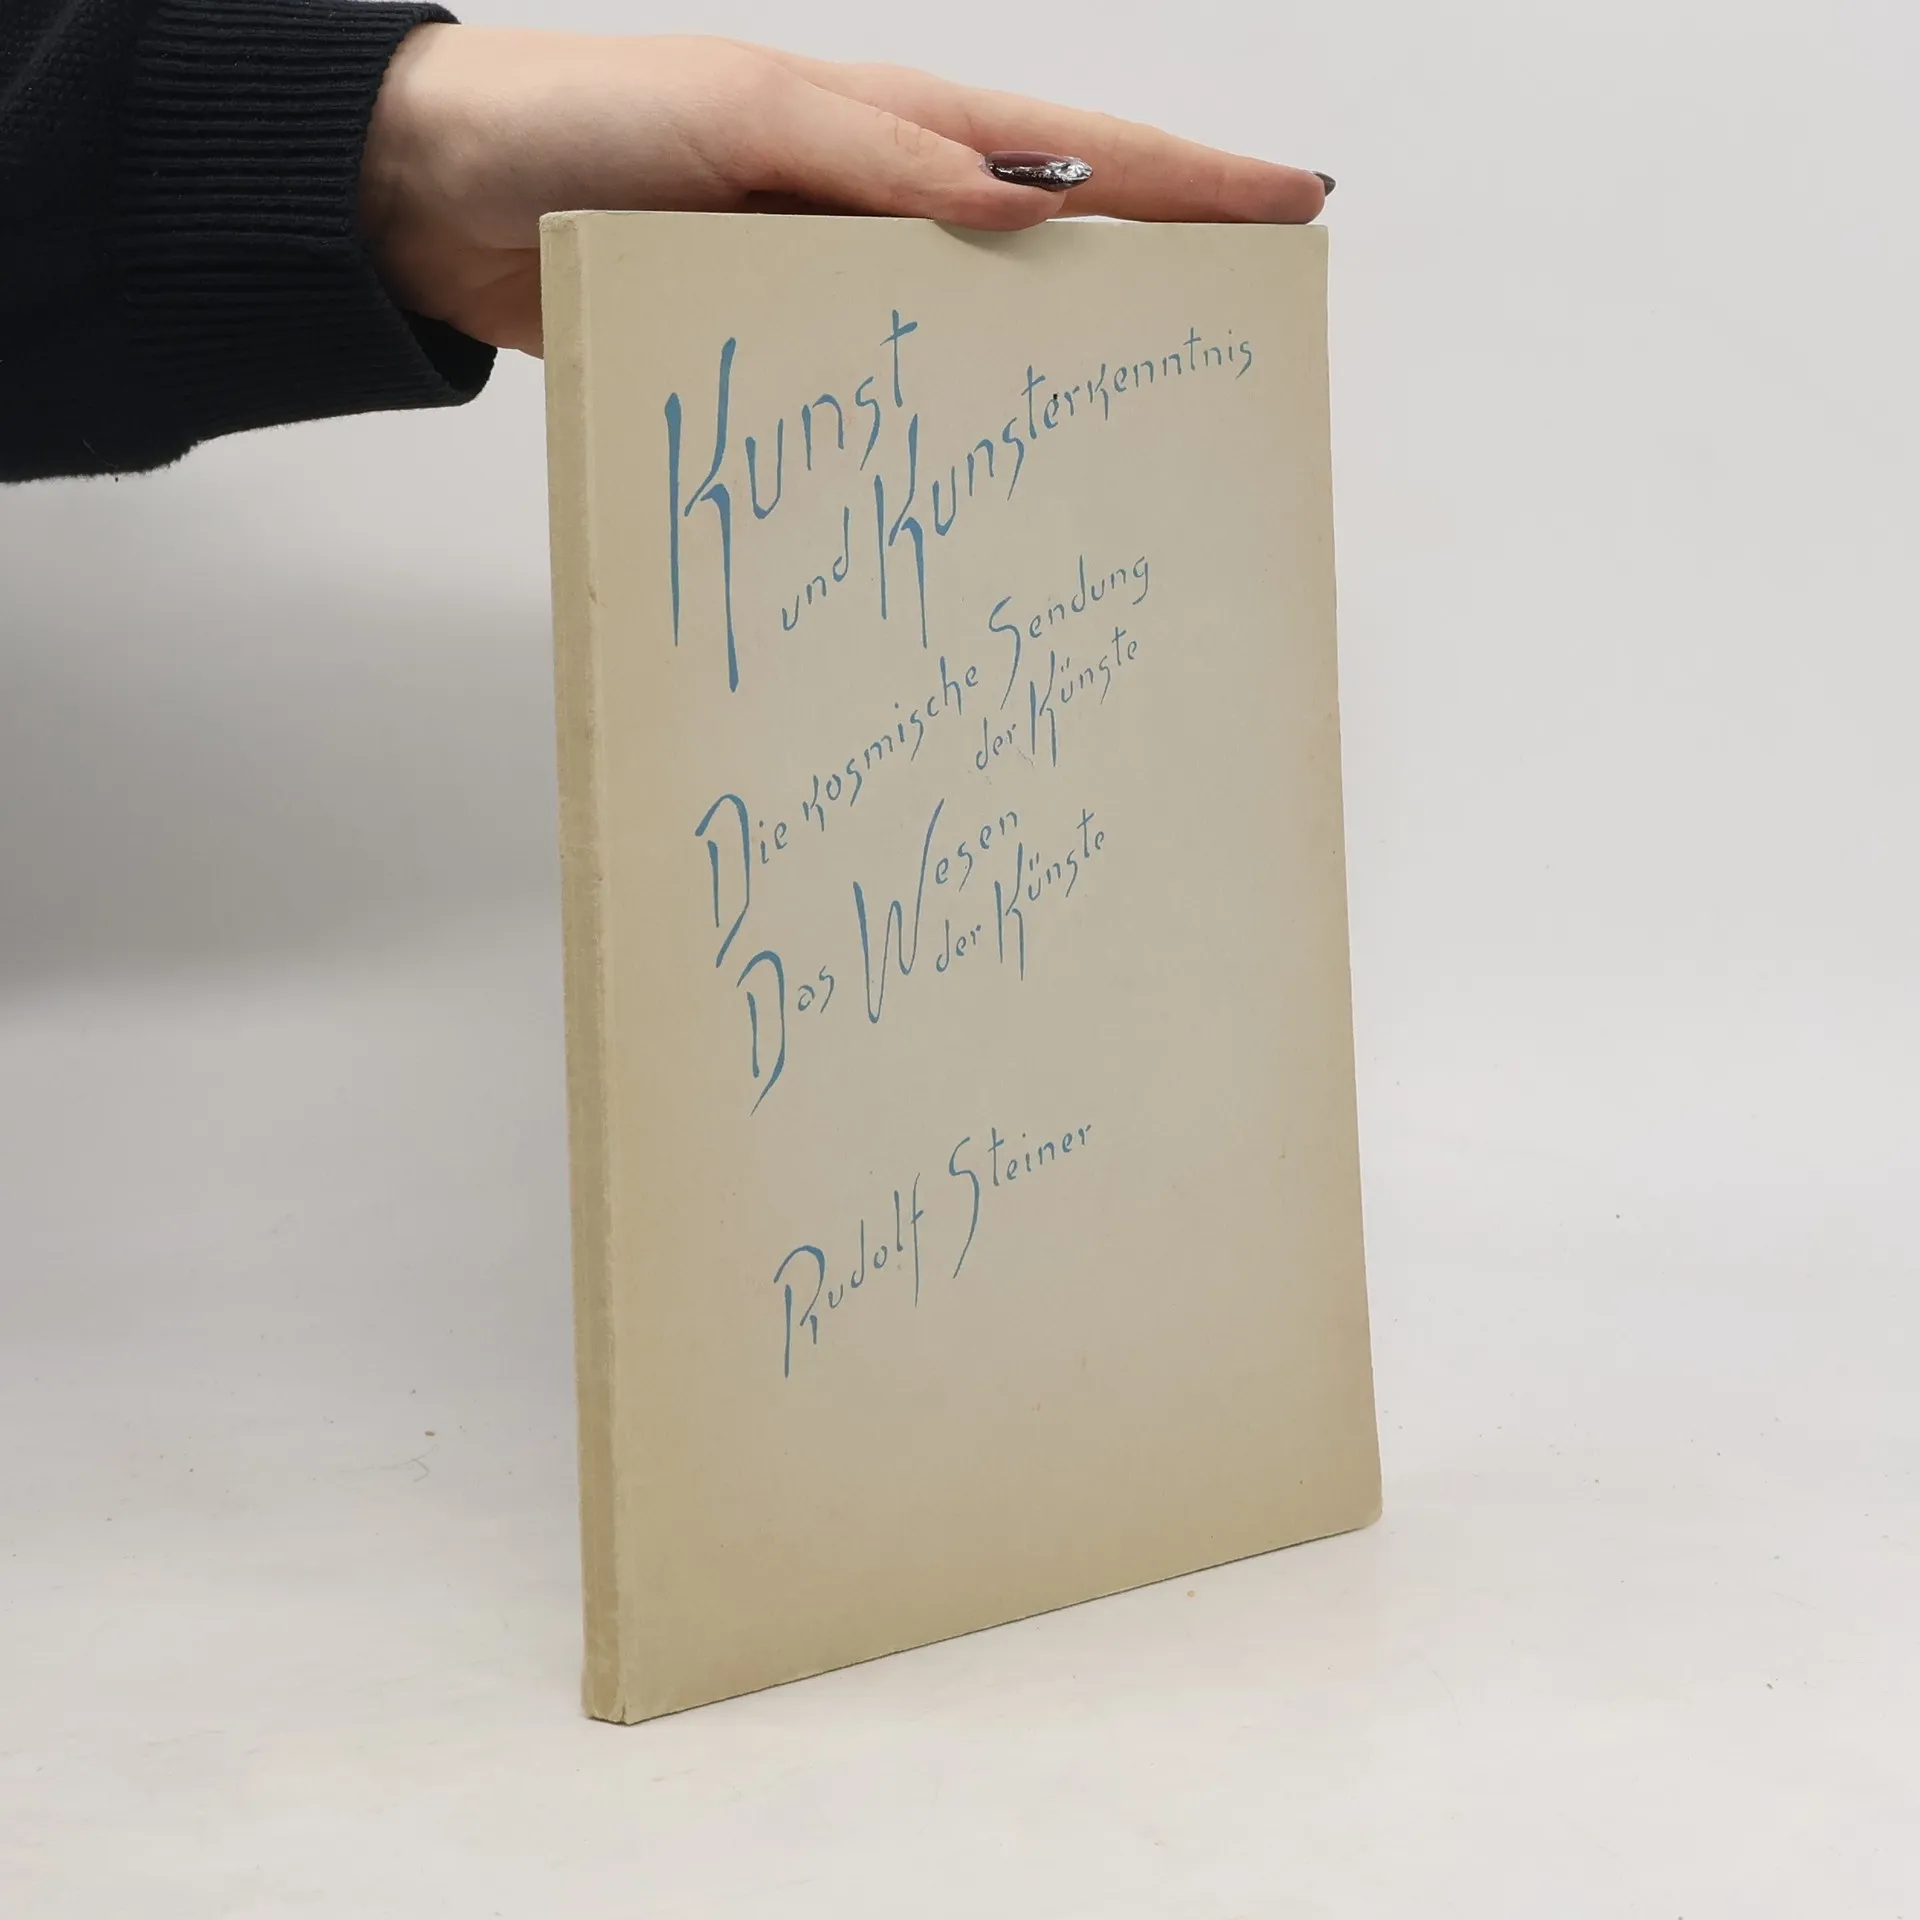 Kunst
und Kunsterkenntnis
Die kosmische Sendung
der Künste
Das Wesen
der Künste
Rudolf Steiner